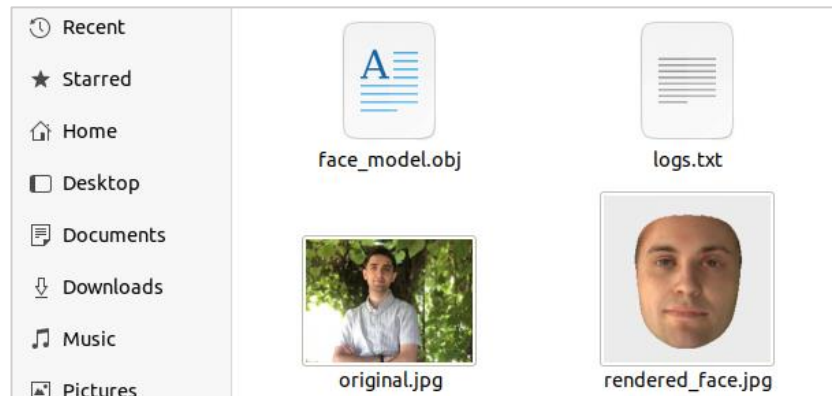 Recent
Starred
Home
Desktop
Documents
Downloads
Music
Pictures
A
face_model.obj
logs.txt
original.jpg
rendered_face.jpg